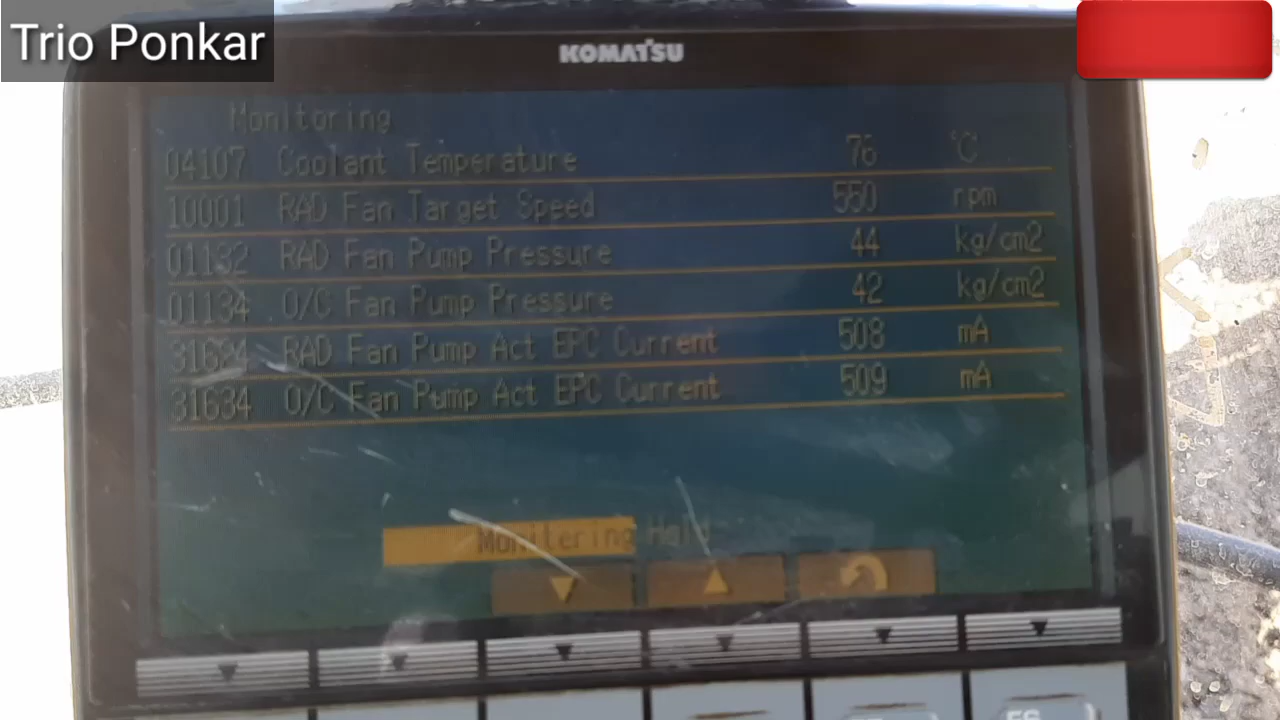 Trio Ponkar
KOMATSU
Monitoring
04107 Coolant Temperature 76 °C
10001 RAD Fan Target Speed 550 rpm
01132 RAD Fan Pump Pressure 44 kg/cm2
01134 O/C Fan Pump Pressure 42 kg/cm2
31624 RAD Fan Pump Act EPC Current 508 mA
31634 O/C Fan Pump Act EPC Current 509 mA
Monitering Hold